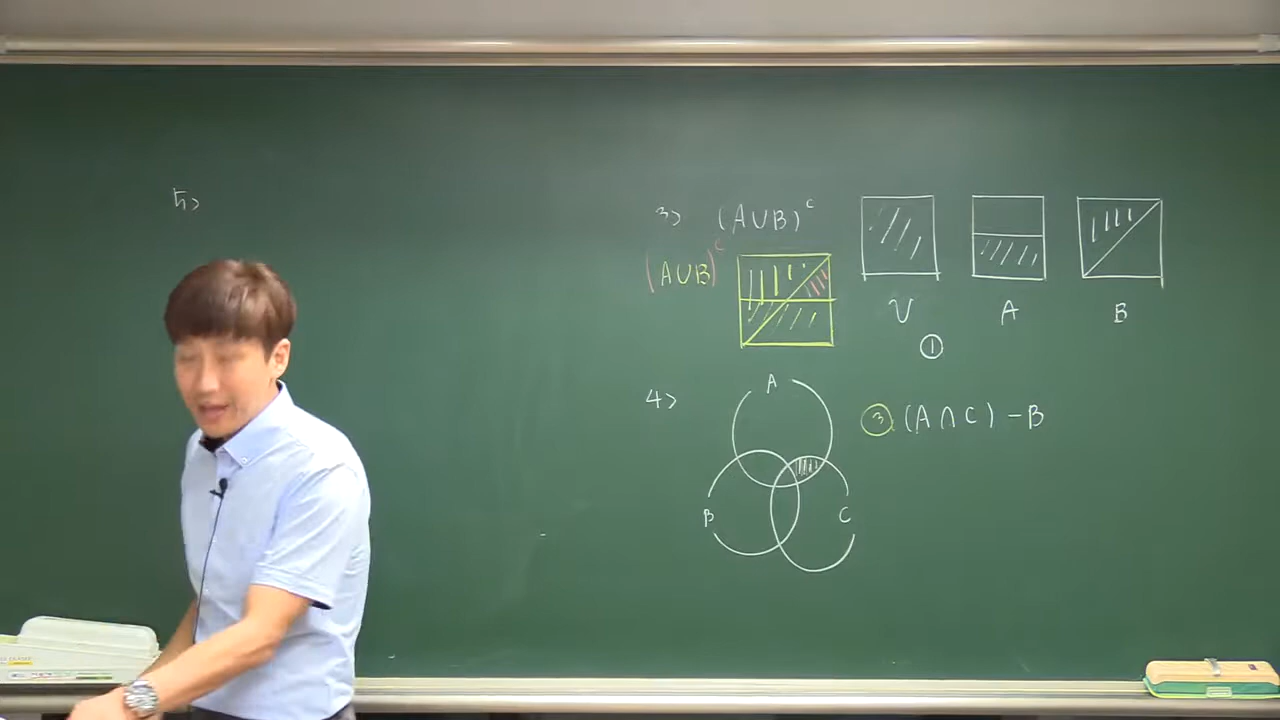 5>
3> (A∪B)ᶜ
(A∪B)ᶜ
U A B
①
4> A
③ (A∩C) - B
B C